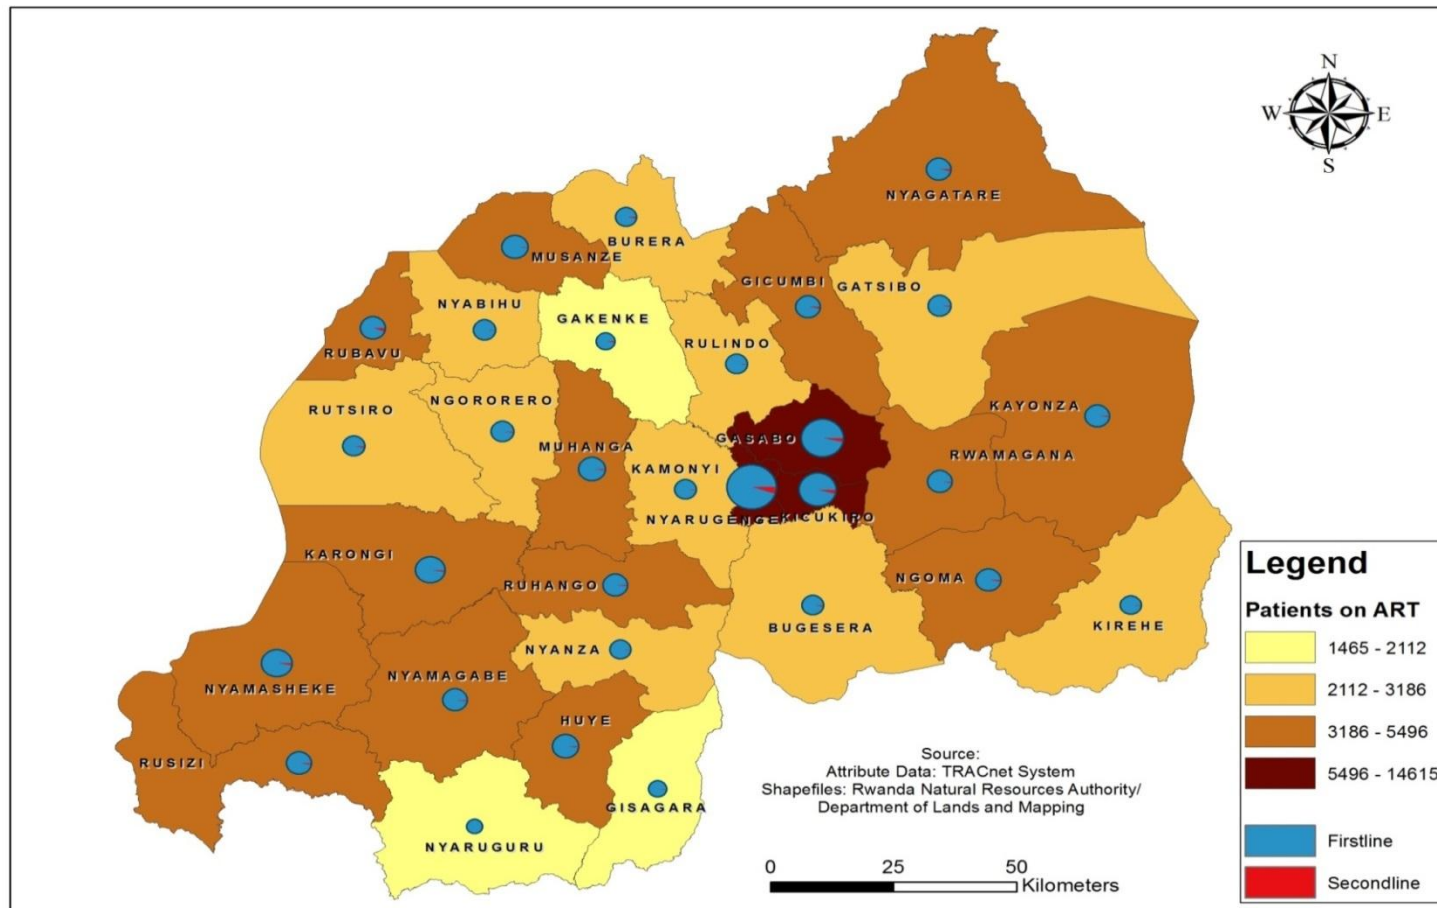 N
W E
S
NYAGATARE
BURERA
MUSANZE
GICUMBI
GATSIBO
NYABIHU
GAKENKE
RULINDO
RUBAVU
RUTSIRO
NGORORERO
KAYONZA
GASABO
MUHANGA
RWAMAGANA
KAMONYI
NYARUGENGE
KICUKIRO
KARONGI
RUHANGO
NGOMA
BUGESERA
KIREHE
NYANZA
NYAMASHEKE
NYAMAGABE
HUYE
RUSIZI
GISAGARA
NYARUGURU
Source:
Attribute Data: TRACnet System
Shapefiles: Rwanda Natural Resources Authority/
Department of Lands and Mapping
0 25 50
Kilometers
Legend
Patients on ART
1465 - 2112
2112 - 3186
3186 - 5496
5496 - 14615
Firstline
Secondline